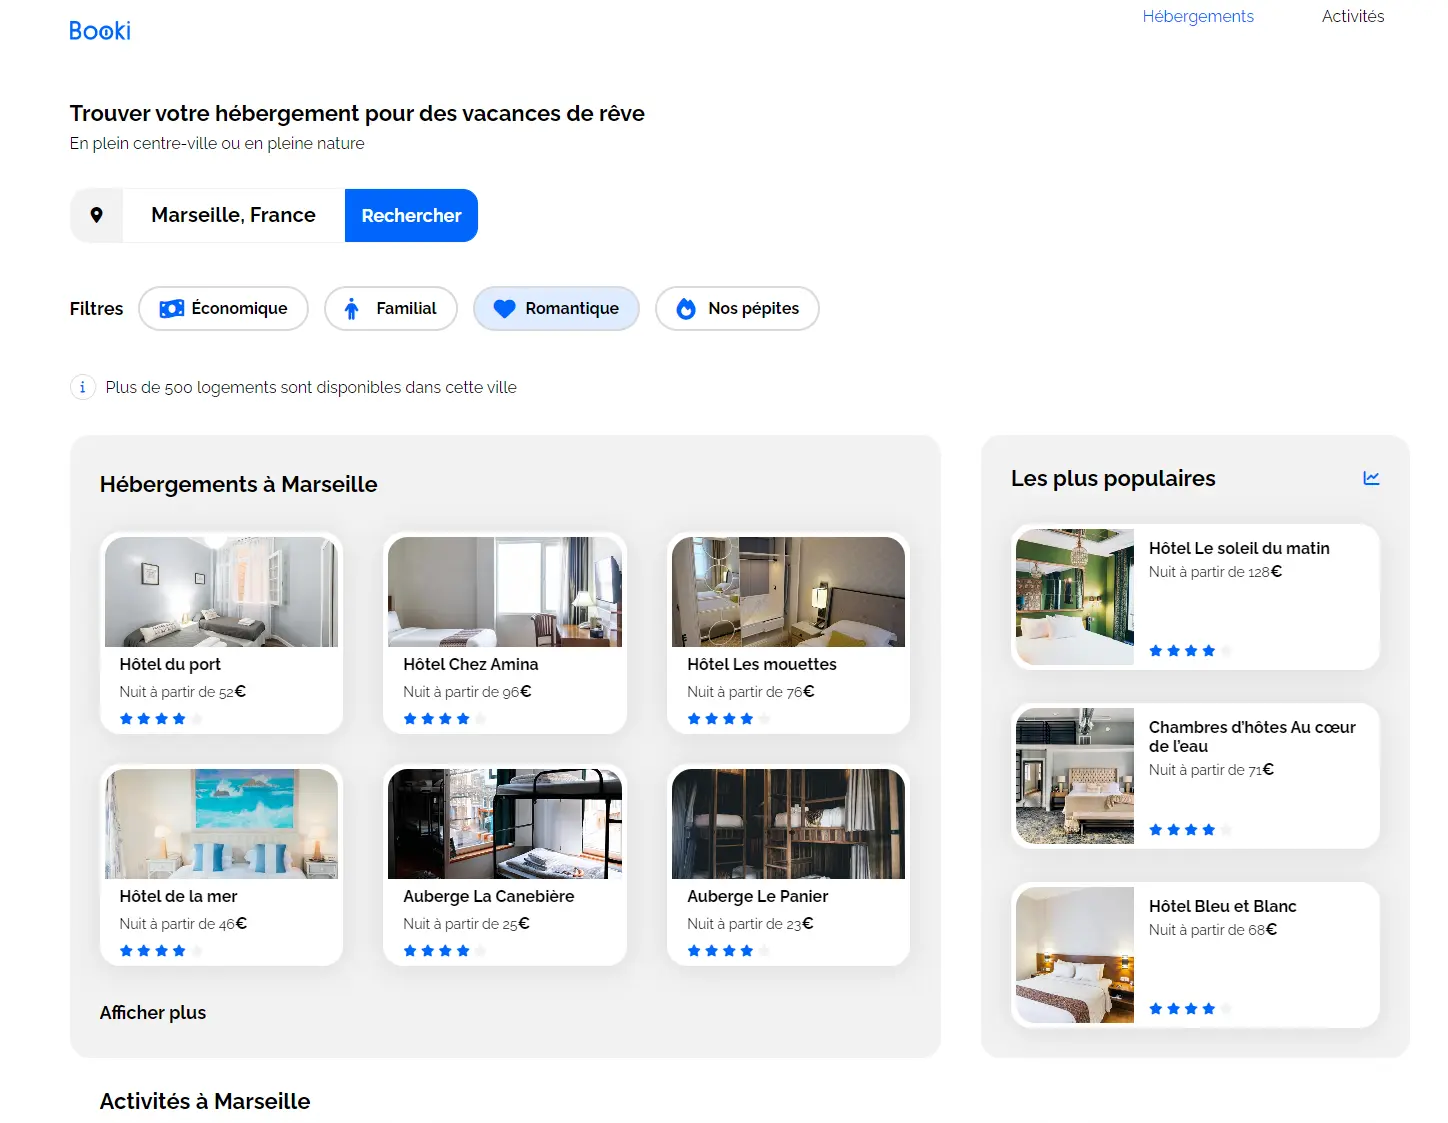 Booki
Hébergements
Activités
Trouver votre hébergement pour des vacances de rêve
En plein centre-ville ou en pleine nature
Marseille, France
Rechercher
Filtres
Économique
Familial
Romantique
Nos pépites
i
Plus de 500 logements sont disponibles dans cette ville
Hébergements à Marseille
Hôtel du port
Nuit à partir de 52€
Hôtel Chez Amina
Nuit à partir de 96€
Hôtel Les mouettes
Nuit à partir de 76€
Hôtel de la mer
Nuit à partir de 46€
Auberge La Canebière
Nuit à partir de 25€
Auberge Le Panier
Nuit à partir de 23€
Afficher plus
Les plus populaires
Hôtel Le soleil du matin
Nuit à partir de 128€
Chambres d’hôtes Au cœur
de l’eau
Nuit à partir de 71€
Hôtel Bleu et Blanc
Nuit à partir de 68€
Activités à Marseille